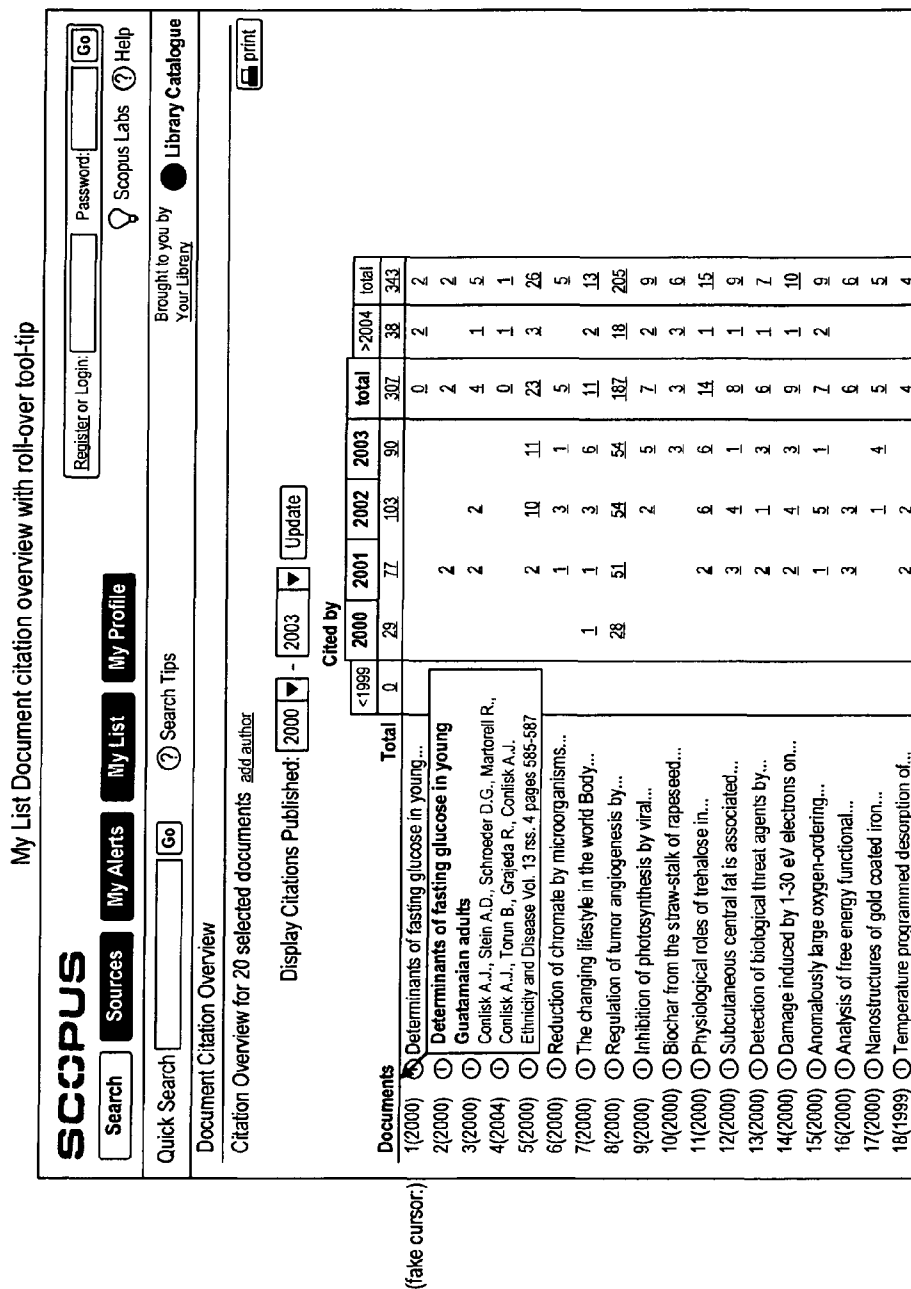 My List Document citation overview with roll-over tool-tip
SCOPUS
Register or Login: Password: Go
Search Sources My Alerts My List My Profile
Scopus Labs ? Help
Quick Search Go ? Search Tips
Brought to you by
Your Library
Library Catalogue
Document Citation Overview
Citation Overview for 20 selected documents add author
print
Display Citations Published: 2000 - 2003 Update
Cited by
<1999 2000 2001 2002 2003 total >2004 total
Documents Total 0 29 77 103 90 307 38 343
(fake cursor:)
1(2000) i Determinants of fasting glucose in young... 0 2 2
Determinants of fasting glucose in young
Guatamaian adults
Conlisk A.J., Stein A.D., Schroeder D.G., Martorell R.,
Conlisk A.J., Torun B., Grajeda R., Conlisk A.J.
Ethnicity and Disease Vol. 13 rss. 4 pages 585-587
2(2000) i 2 2 2
3(2000) i 2 2 4 1 5
4(2004) i 0 1 1
5(2000) i 2 10 11 23 3 26
6(2000) i Reduction of chromate by microorganisms... 1 3 1 5 5
7(2000) i The changing lifestyle in the world Body... 1 1 3 6 11 2 13
8(2000) i Regulation of tumor angiogenesis by... 28 51 54 54 187 18 205
9(2000) i Inhibition of photosynthesis by viral... 2 5 7 2 9
10(2000) i Biochar from the straw-stalk of rapeseed... 3 3 3 6
11(2000) i Physiological roles of trehalose in... 2 6 6 14 1 15
12(2000) i Subcutaneous central fat is associated... 3 4 1 8 1 9
13(2000) i Detection of biological threat agents by... 2 1 3 6 1 7
14(2000) i Damage induced by 1-30 eV electrons on... 2 4 3 9 1 10
15(2000) i Anomalously large oxygen-ordering... 1 5 1 7 2 9
16(2000) i Analysis of free energy functional... 3 3 6 6
17(2000) i Nanostructures of gold coated iron... 1 4 5 5
18(1999) i Temperature programmed desorption of... 2 2 4 4